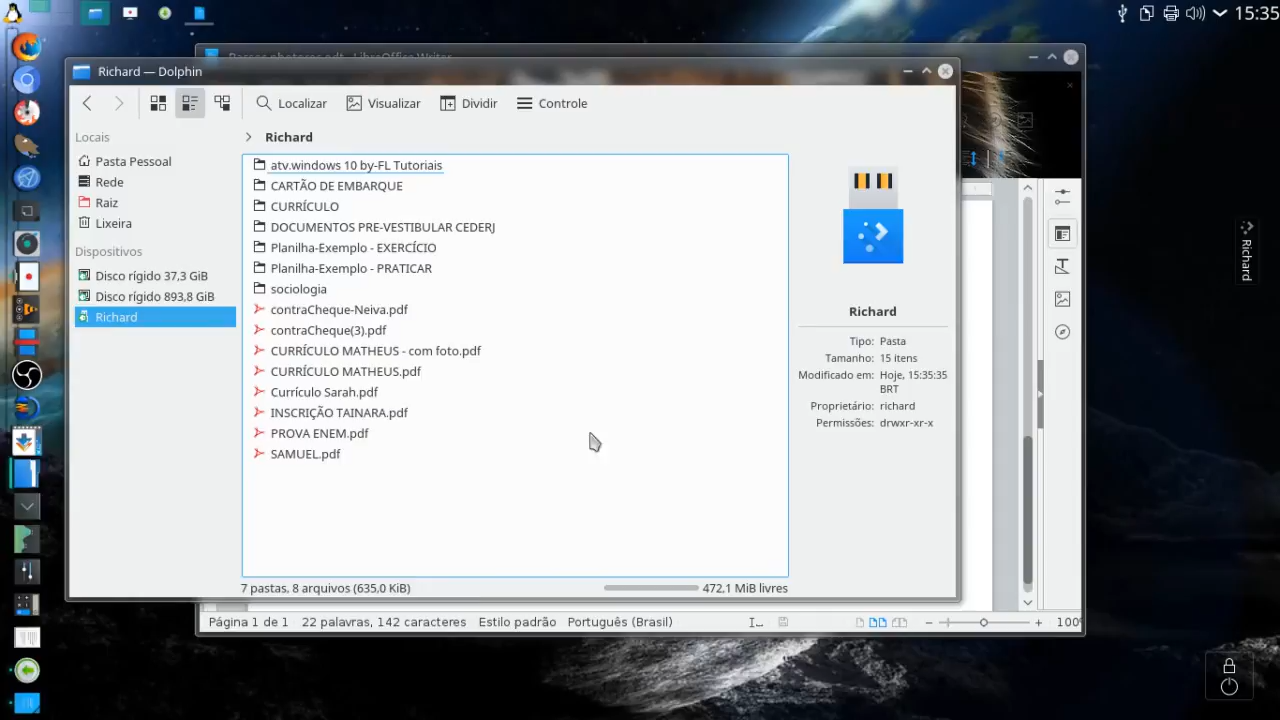 15:35
Passos photoros.odt - LibreOffice Writer
Richard — Dolphin
Localizar
Visualizar
Dividir
Controle
Locais
Pasta Pessoal
Rede
Raiz
Lixeira
Dispositivos
Disco rígido 37,3 GiB
Disco rígido 893,8 GiB
Richard
Richard
atv.windows 10 by-FL Tutoriais
CARTÃO DE EMBARQUE
CURRÍCULO
DOCUMENTOS PRE-VESTIBULAR CEDERJ
Planilha-Exemplo - EXERCÍCIO
Planilha-Exemplo - PRATICAR
sociologia
contraCheque-Neiva.pdf
contraCheque(3).pdf
CURRÍCULO MATHEUS - com foto.pdf
CURRÍCULO MATHEUS.pdf
Currículo Sarah.pdf
INSCRIÇÃO TAINARA.pdf
PROVA ENEM.pdf
SAMUEL.pdf
7 pastas, 8 arquivos (635,0 KiB)
472,1 MiB livres
Richard
Tipo: Pasta
Tamanho: 15 itens
Modificado em: Hoje, 15:35:35
BRT
Proprietário: richard
Permissões: drwxr-xr-x
Richard
Página 1 de 1
22 palavras, 142 caracteres
Estilo padrão
Português (Brasil)
100%